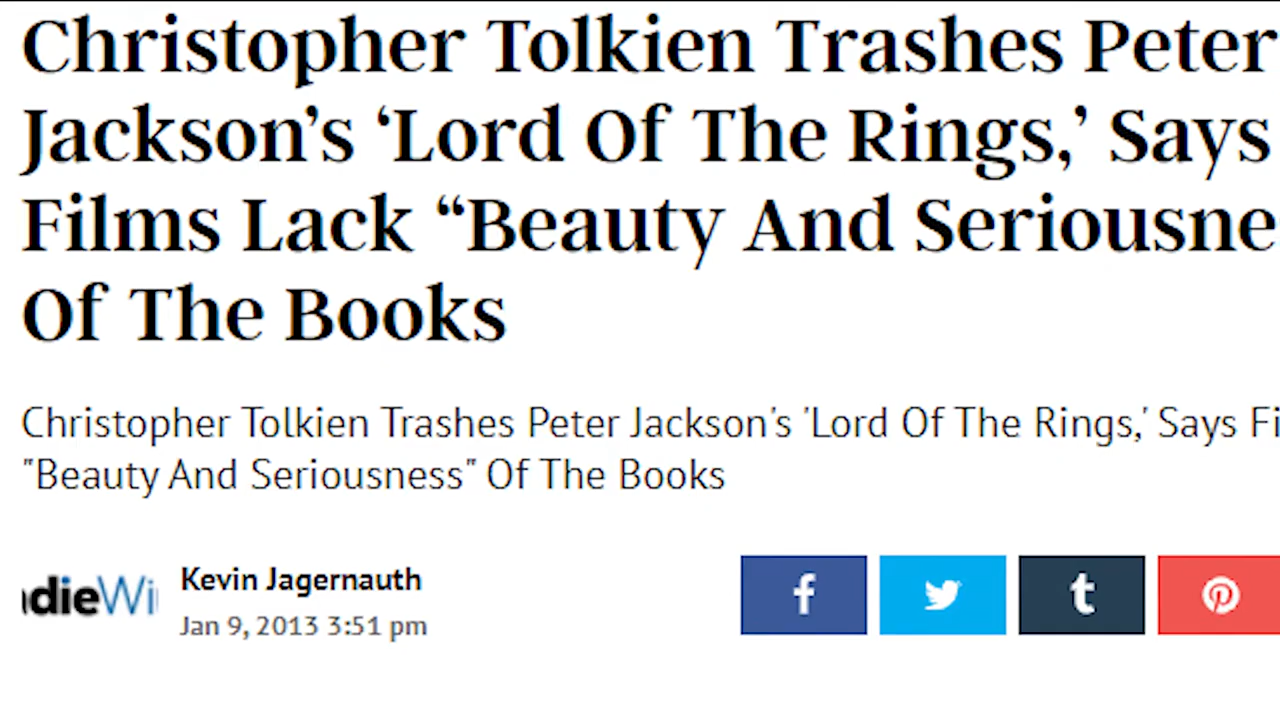 Christopher Tolkien Trashes Peter
Jackson’s ‘Lord Of The Rings,’ Says
Films Lack “Beauty And Seriousne
Of The Books
Christopher Tolkien Trashes Peter Jackson's 'Lord Of The Rings,' Says Fi
"Beauty And Seriousness" Of The Books
Kevin Jagernauth
dieWi
Jan 9, 2013 3:51 pm